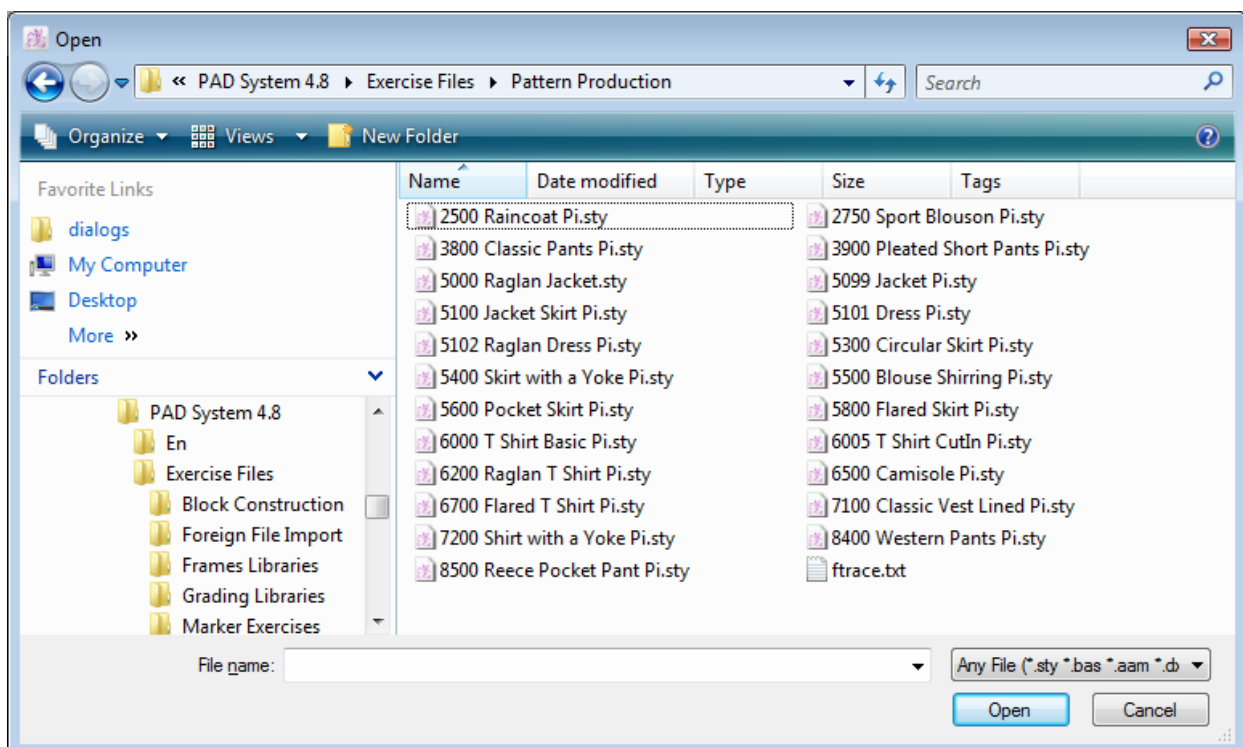 Open
« PAD System 4.8 Exercise Files Pattern Production Search
Organize Views New Folder
Favorite Links
dialogs
My Computer
Desktop
More »
Folders
PAD System 4.8
En
Exercise Files
Block Construction
Foreign File Import
Frames Libraries
Grading Libraries
Marker Exercises
Name Date modified Type Size Tags
2500 Raincoat Pi.sty 2750 Sport Blouson Pi.sty
3800 Classic Pants Pi.sty 3900 Pleated Short Pants Pi.sty
5000 Raglan Jacket.sty 5099 Jacket Pi.sty
5100 Jacket Skirt Pi.sty 5101 Dress Pi.sty
5102 Raglan Dress Pi.sty 5300 Circular Skirt Pi.sty
5400 Skirt with a Yoke Pi.sty 5500 Blouse Shirring Pi.sty
5600 Pocket Skirt Pi.sty 5800 Flared Skirt Pi.sty
6000 T Shirt Basic Pi.sty 6005 T Shirt CutIn Pi.sty
6200 Raglan T Shirt Pi.sty 6500 Camisole Pi.sty
6700 Flared T Shirt Pi.sty 7100 Classic Vest Lined Pi.sty
7200 Shirt with a Yoke Pi.sty 8400 Western Pants Pi.sty
8500 Reece Pocket Pant Pi.sty ftrace.txt
File name: Any File (*.sty *.bas *.aam *.d
Open Cancel